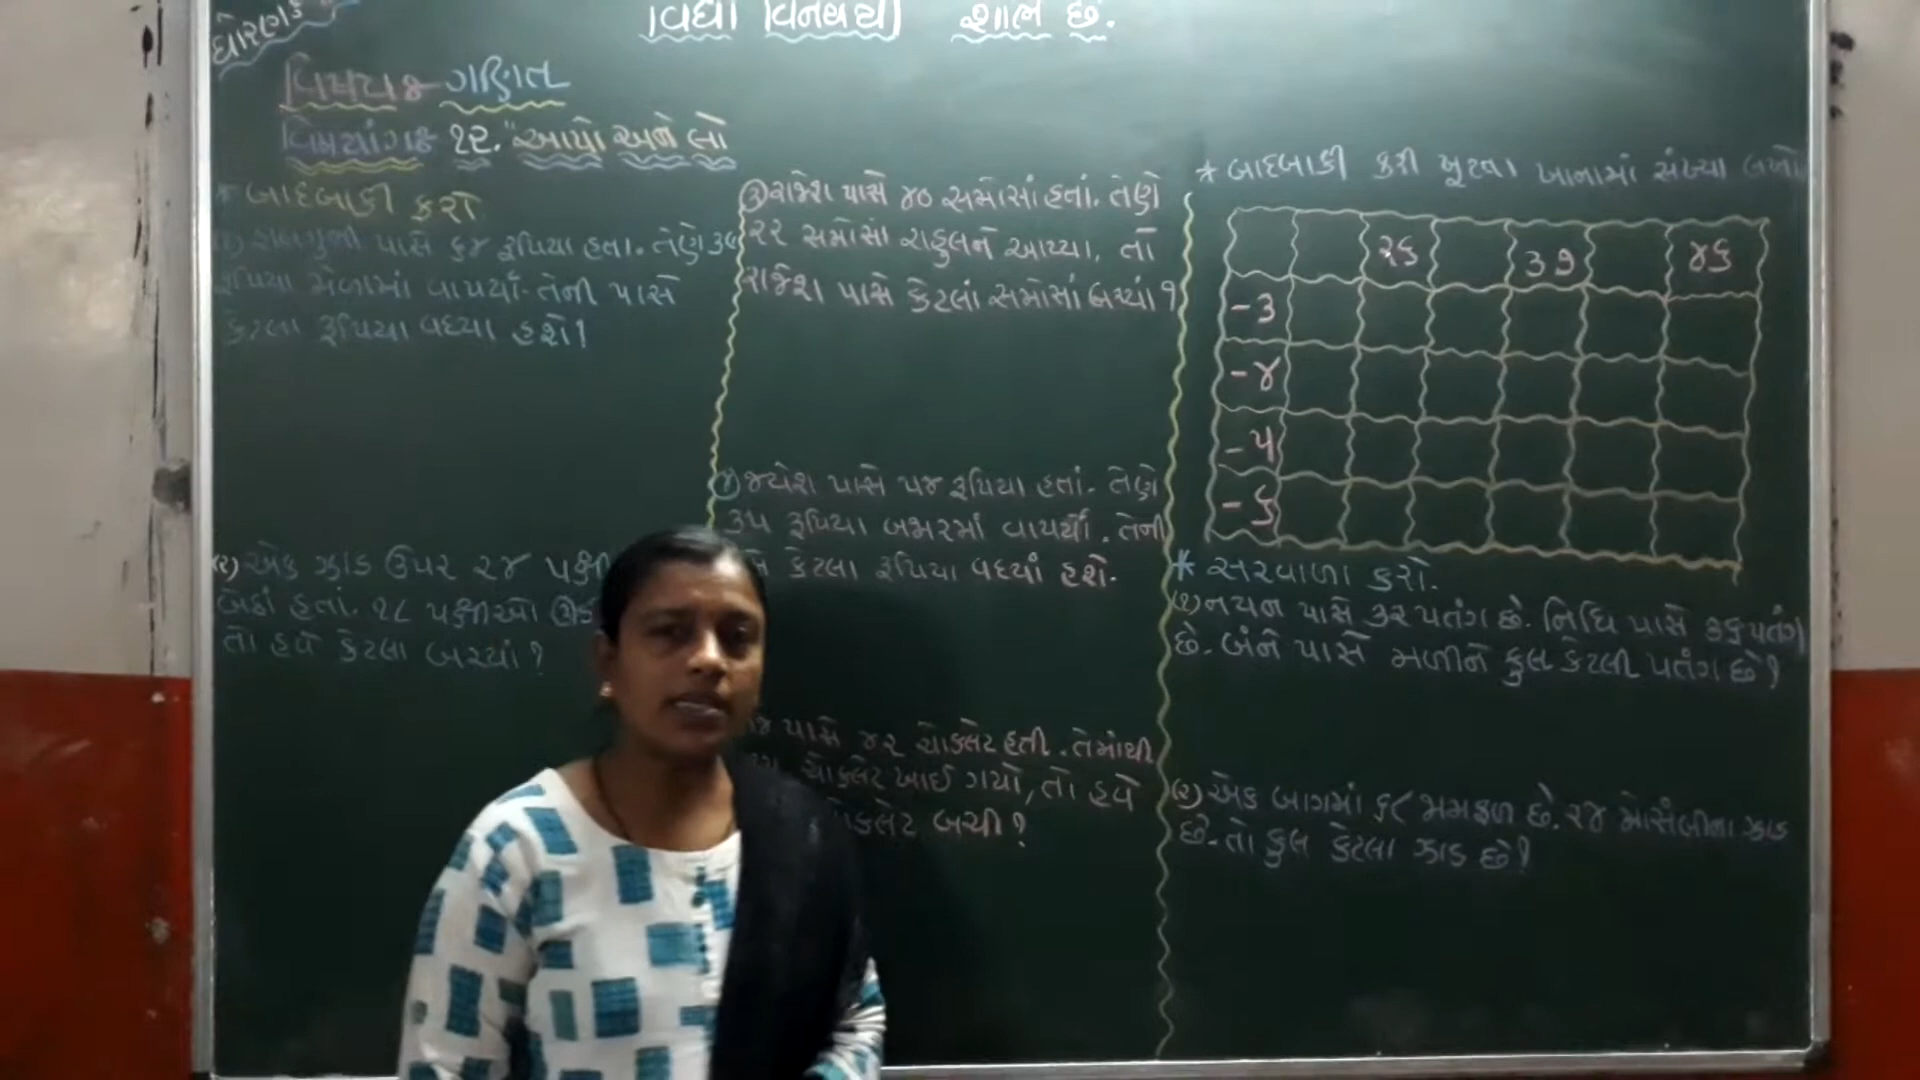 વિદ્યા વિનયથી શોભે છે.
ધોરણ
વિષય ગણિત
વિષયાંગ ૧૨. "આપો અને લો
* બાદબાકી કરો
પાસે ૬૪ રૂપિયા હતા. તેણે
રૂપિયા મેળામાં વાપર્યા. તેની પાસે
કેટલા રૂપિયા વધ્યા હશે?
(૨) એક ઝાડ ઉપર ૨૪ પક્ષી
બેઠાં હતાં. ૧૮ પક્ષીઓ
તો હવે કેટલા બચ્યાં?
(૩) રાજેશ પાસે ૪૦ સમોસાં હતાં. તેણે
૨૨ સમોસાં રાહુલને આપ્યા. તો
રાજેશ પાસે કેટલાં સમોસાં બચ્યાં?
(૪) જયેશ પાસે ૫૪ રૂપિયા હતાં. તેણે
૩૫ રૂપિયા બજારમાં વાપર્યા. તેની
કેટલા રૂપિયા વધ્યાં હશે.
પાસે ૪૨ ચોકલેટ હતી. તેમાંથી
ચોકલેટ ખાઈ ગયો, તો હવે
ચોકલેટ બચી?
* બાદબાકી કરી ખૂટતા ખાનામાં સંખ્યા લખો
૨૬ ૩૭ ૪૬
-૩
-૪
-૫
-૬
* સરવાળા કરો.
(૧) નયન પાસે ૩૨ પતંગ છે. નિધિ પાસે ૩૬ પતંગ
છે. બંને પાસે મળીને કુલ કેટલી પતંગ છે?
(૨) એક બાગમાં ૬૮ જામફળ છે. ૨૪ મોસંબીના ઝાડ
છે. તો કુલ કેટલા ઝાડ છે?